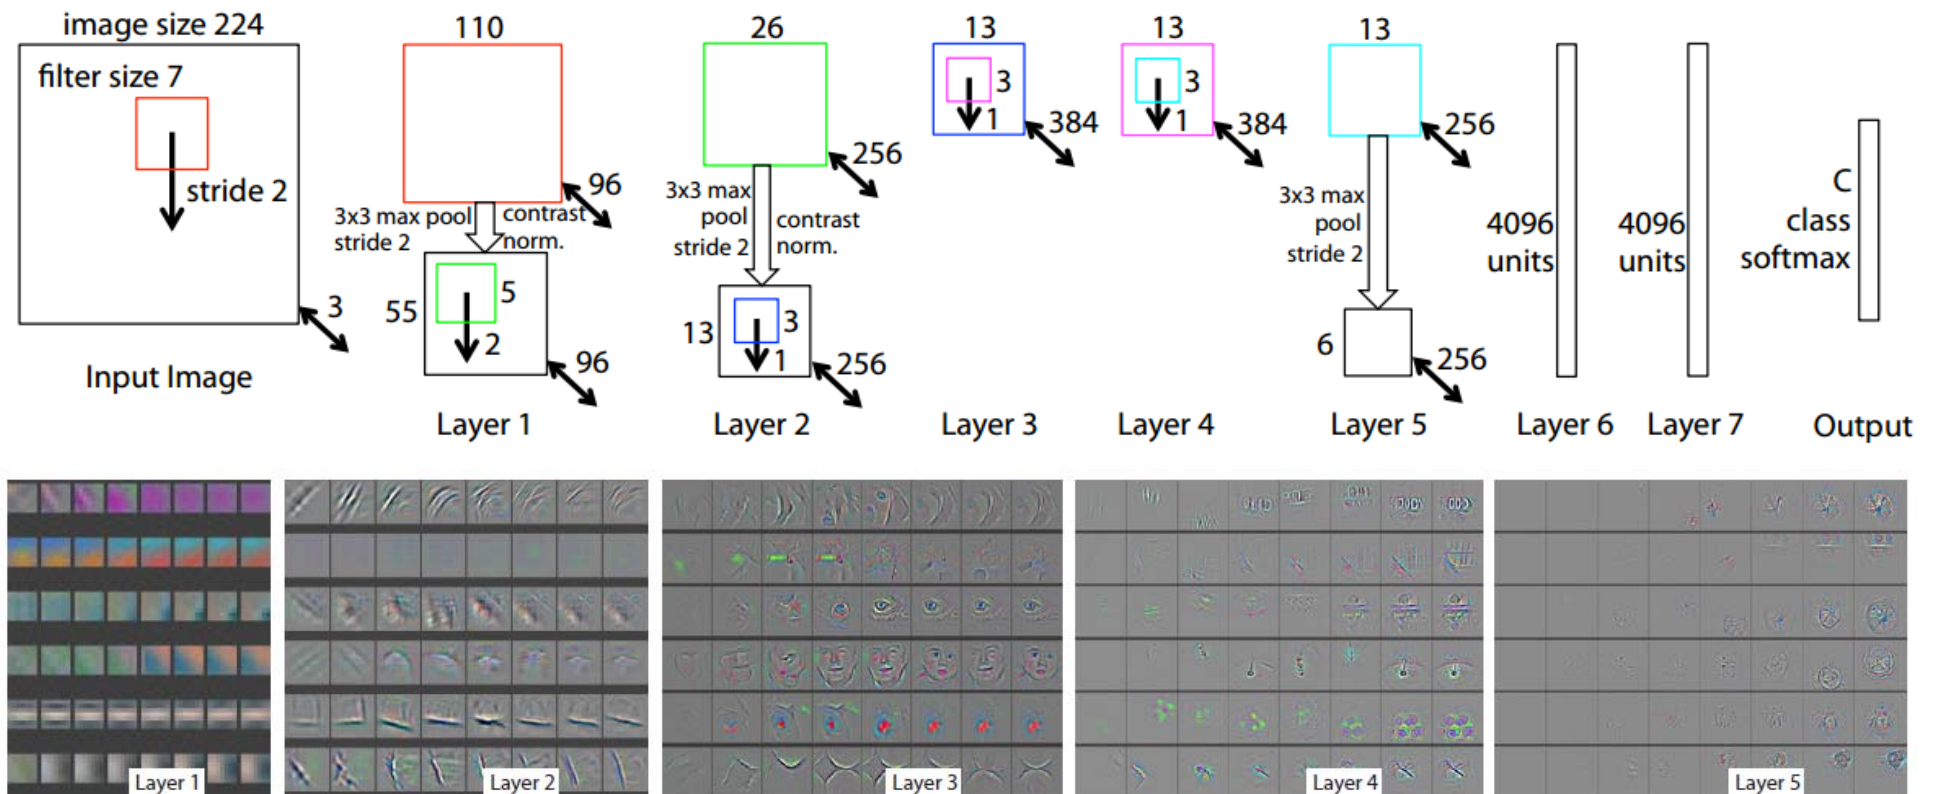 image size 224
filter size 7
stride 2
3
Input Image
110
96
3x3 max pool
stride 2
contrast
norm.
55
5
2
96
Layer 1
26
256
3x3 max
pool
stride 2
contrast
norm.
13
3
1
256
Layer 2
13
3
1
384
Layer 3
13
3
1
384
Layer 4
13
256
3x3 max
pool
stride 2
6
256
Layer 5
4096
units
Layer 6
4096
units
Layer 7
C
class
softmax
Output
Layer 1
Layer 2
Layer 3
Layer 4
Layer 5